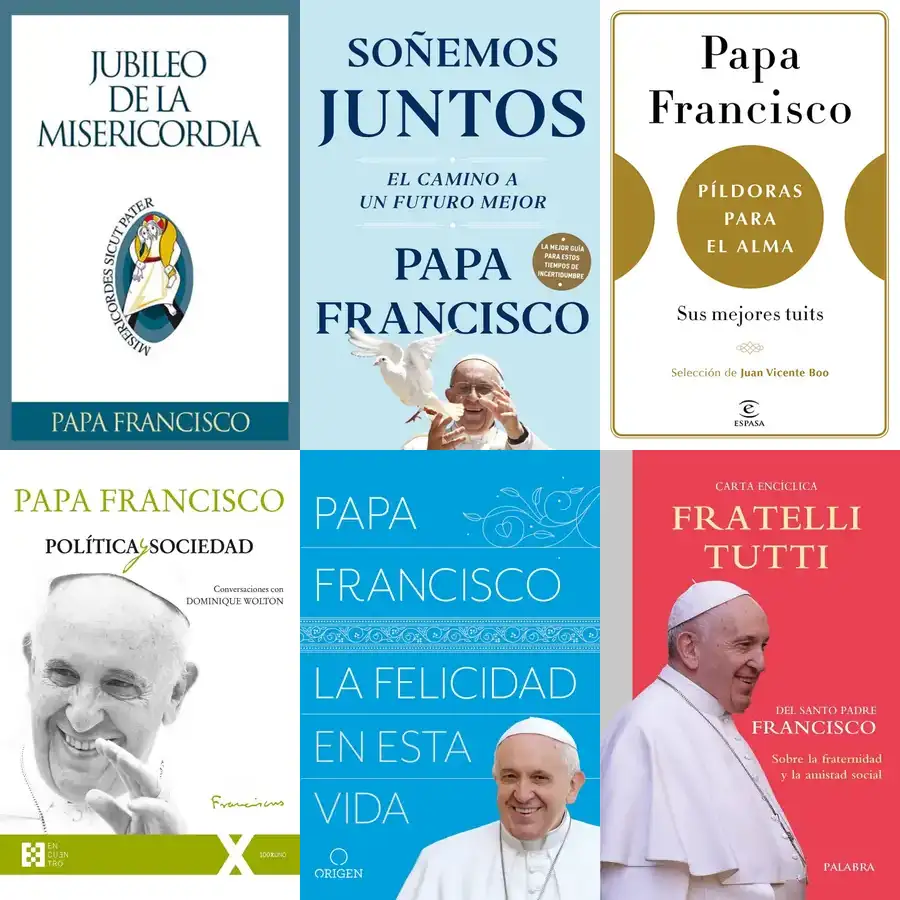 JUBILEO
DE LA
MISERICORDIA
MISERICORDES SICUT PATER
PAPA FRANCISCO
SOÑEMOS
JUNTOS
EL CAMINO A
UN FUTURO MEJOR
PAPA
FRANCISCO
LA MEJOR GUÍA
PARA ESTOS
TIEMPOS DE
INCERTIDUMBRE
Papa
Francisco
PÍLDORAS
PARA
EL ALMA
Sus mejores tuits
Selección de Juan Vicente Boo
e
ESPASA
PAPA FRANCISCO
POLÍTICA y SOCIEDAD
Conversaciones con
DOMINIQUE WOLTON
Franciscus
EN
CUEN
TRO
X
100XUNO
PAPA
FRANCISCO
LA FELICIDAD
EN ESTA
VIDA
ORIGEN
CARTA ENCÍCLICA
FRATELLI
TUTTI
DEL SANTO PADRE
FRANCISCO
Sobre la fraternidad
y la amistad social
PALABRA